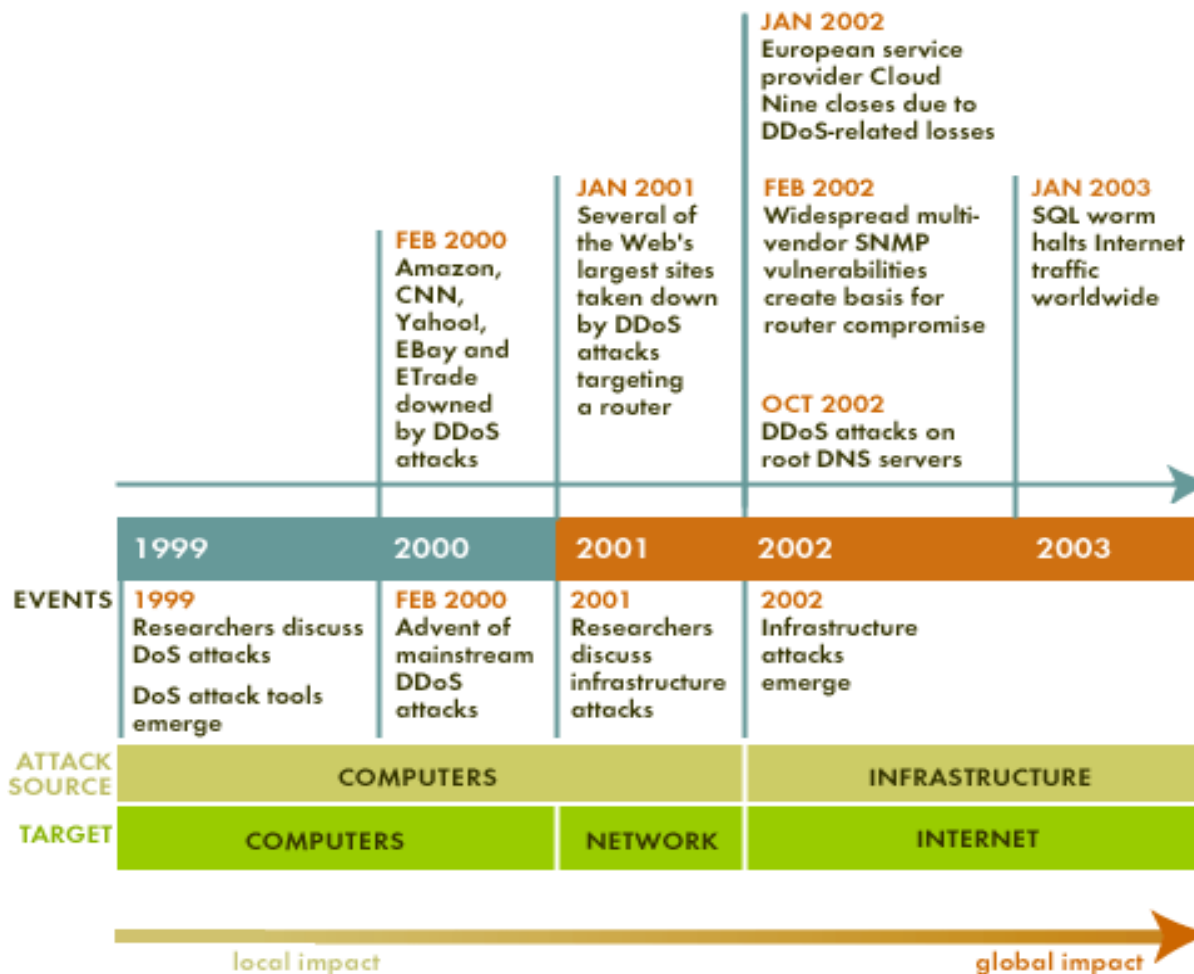 JAN 2002
European service
provider Cloud
Nine closes due to
DDoS-related losses
FEB 2000
Amazon,
CNN,
Yahoo!,
EBay and
ETrade
downed
by DDoS
attacks
JAN 2001
Several of
the Web's
largest sites
taken down
by DDoS
attacks
targeting
a router
FEB 2002
Widespread multi-
vendor SNMP
vulnerabilities
create basis for
router compromise
OCT 2002
DDoS attacks on
root DNS servers
JAN 2003
SQL worm
halts Internet
traffic
worldwide
1999 2000 2001 2002 2003
EVENTS
1999
Researchers discuss
DoS attacks
DoS attack tools
emerge
FEB 2000
Advent of
mainstream
DDoS
attacks
2001
Researchers
discuss
infrastructure
attacks
2002
Infrastructure
attacks
emerge
ATTACK
SOURCE
COMPUTERS INFRASTRUCTURE
TARGET
COMPUTERS NETWORK INTERNET
local impact global impact